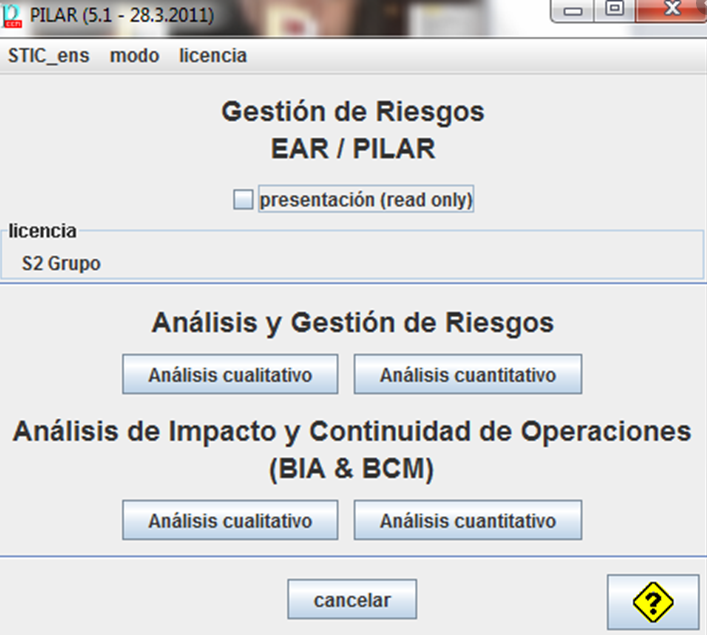 PILAR (5.1 - 28.3.2011)
STIC_ens modo licencia
Gestión de Riesgos
EAR / PILAR
presentación (read only)
licencia
S2 Grupo
Análisis y Gestión de Riesgos
Análisis cualitativo Análisis cuantitativo
Análisis de Impacto y Continuidad de Operaciones
(BIA & BCM)
Análisis cualitativo Análisis cuantitativo
cancelar ?